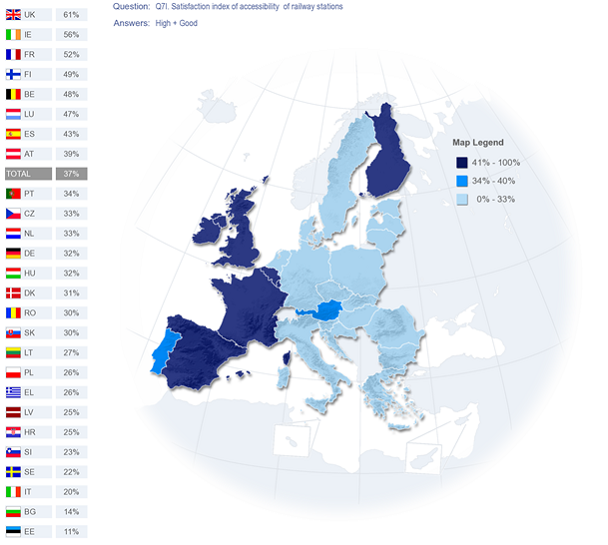 Question: Q7I. Satisfaction index of accessibility of railway stations
Answers: High + Good
UK 61%
IE 56%
FR 52%
FI 49%
BE 48%
LU 47%
ES 43%
AT 39%
TOTAL 37%
PT 34%
CZ 33%
NL 33%
DE 32%
HU 32%
DK 31%
RO 30%
SK 30%
LT 27%
PL 26%
EL 26%
LV 25%
HR 25%
SI 23%
SE 22%
IT 20%
BG 14%
EE 11%
Map Legend
41% - 100%
34% - 40%
0% - 33%